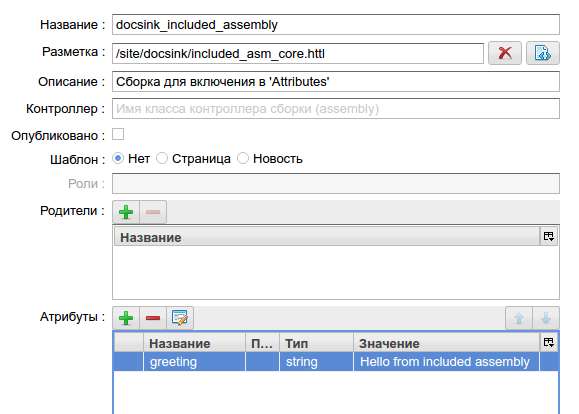 Название : docsink_included_assembly
Разметка : /site/docsink/included_asm_core.httl
Описание : Сборка для включения в 'Attributes'
Контроллер : Имя класса контроллера сборки (assembly)
Опубликовано :
Шаблон : Нет Страница Новость
Роли :
Родители :
Название
Атрибуты :
Название П... Тип Значение
greeting string Hello from included assembly